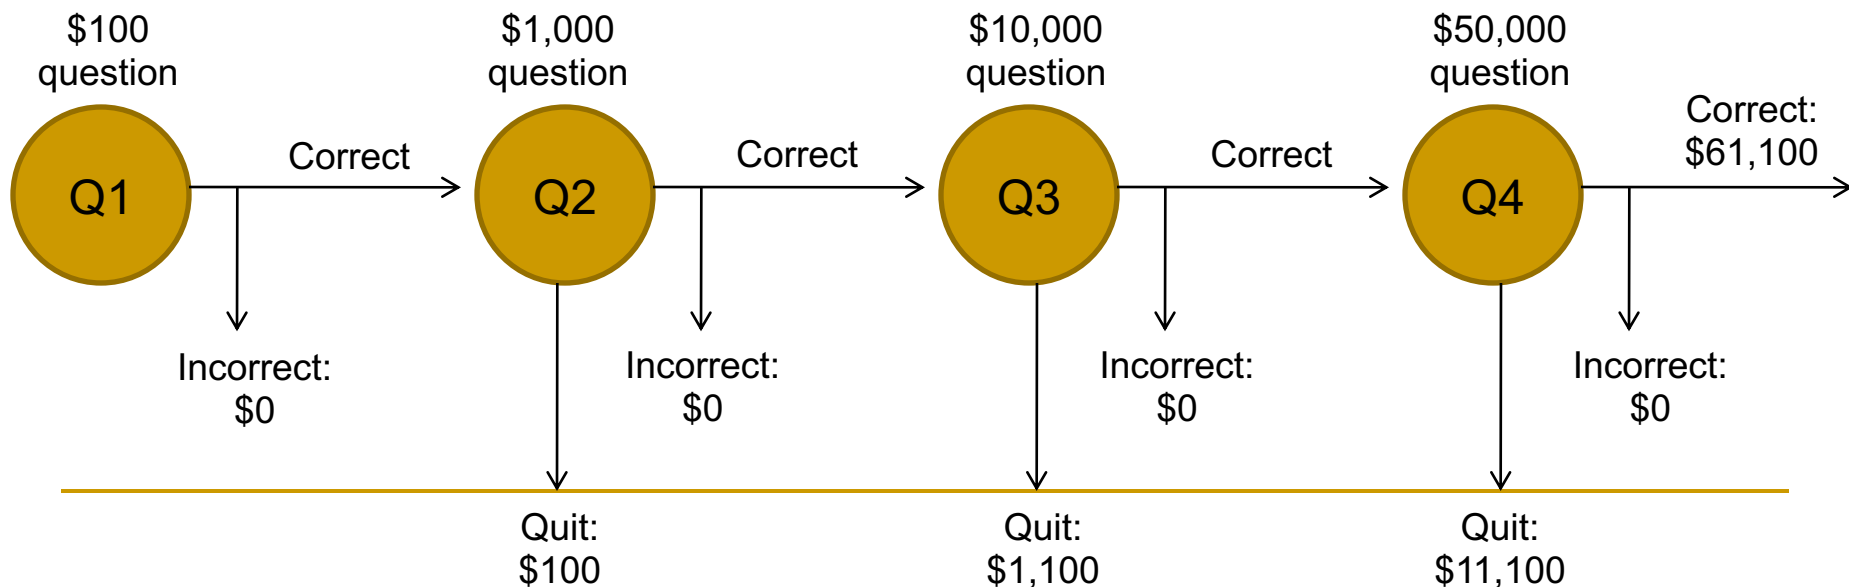 $100
question
$1,000
question
$10,000
question
$50,000
question
Correct:
$61,100
Correct
Correct
Correct
Q1
Q2
Q3
Q4
Incorrect:
$0
Incorrect:
$0
Incorrect:
$0
Incorrect:
$0
Quit:
$100
Quit:
$1,100
Quit:
$11,100